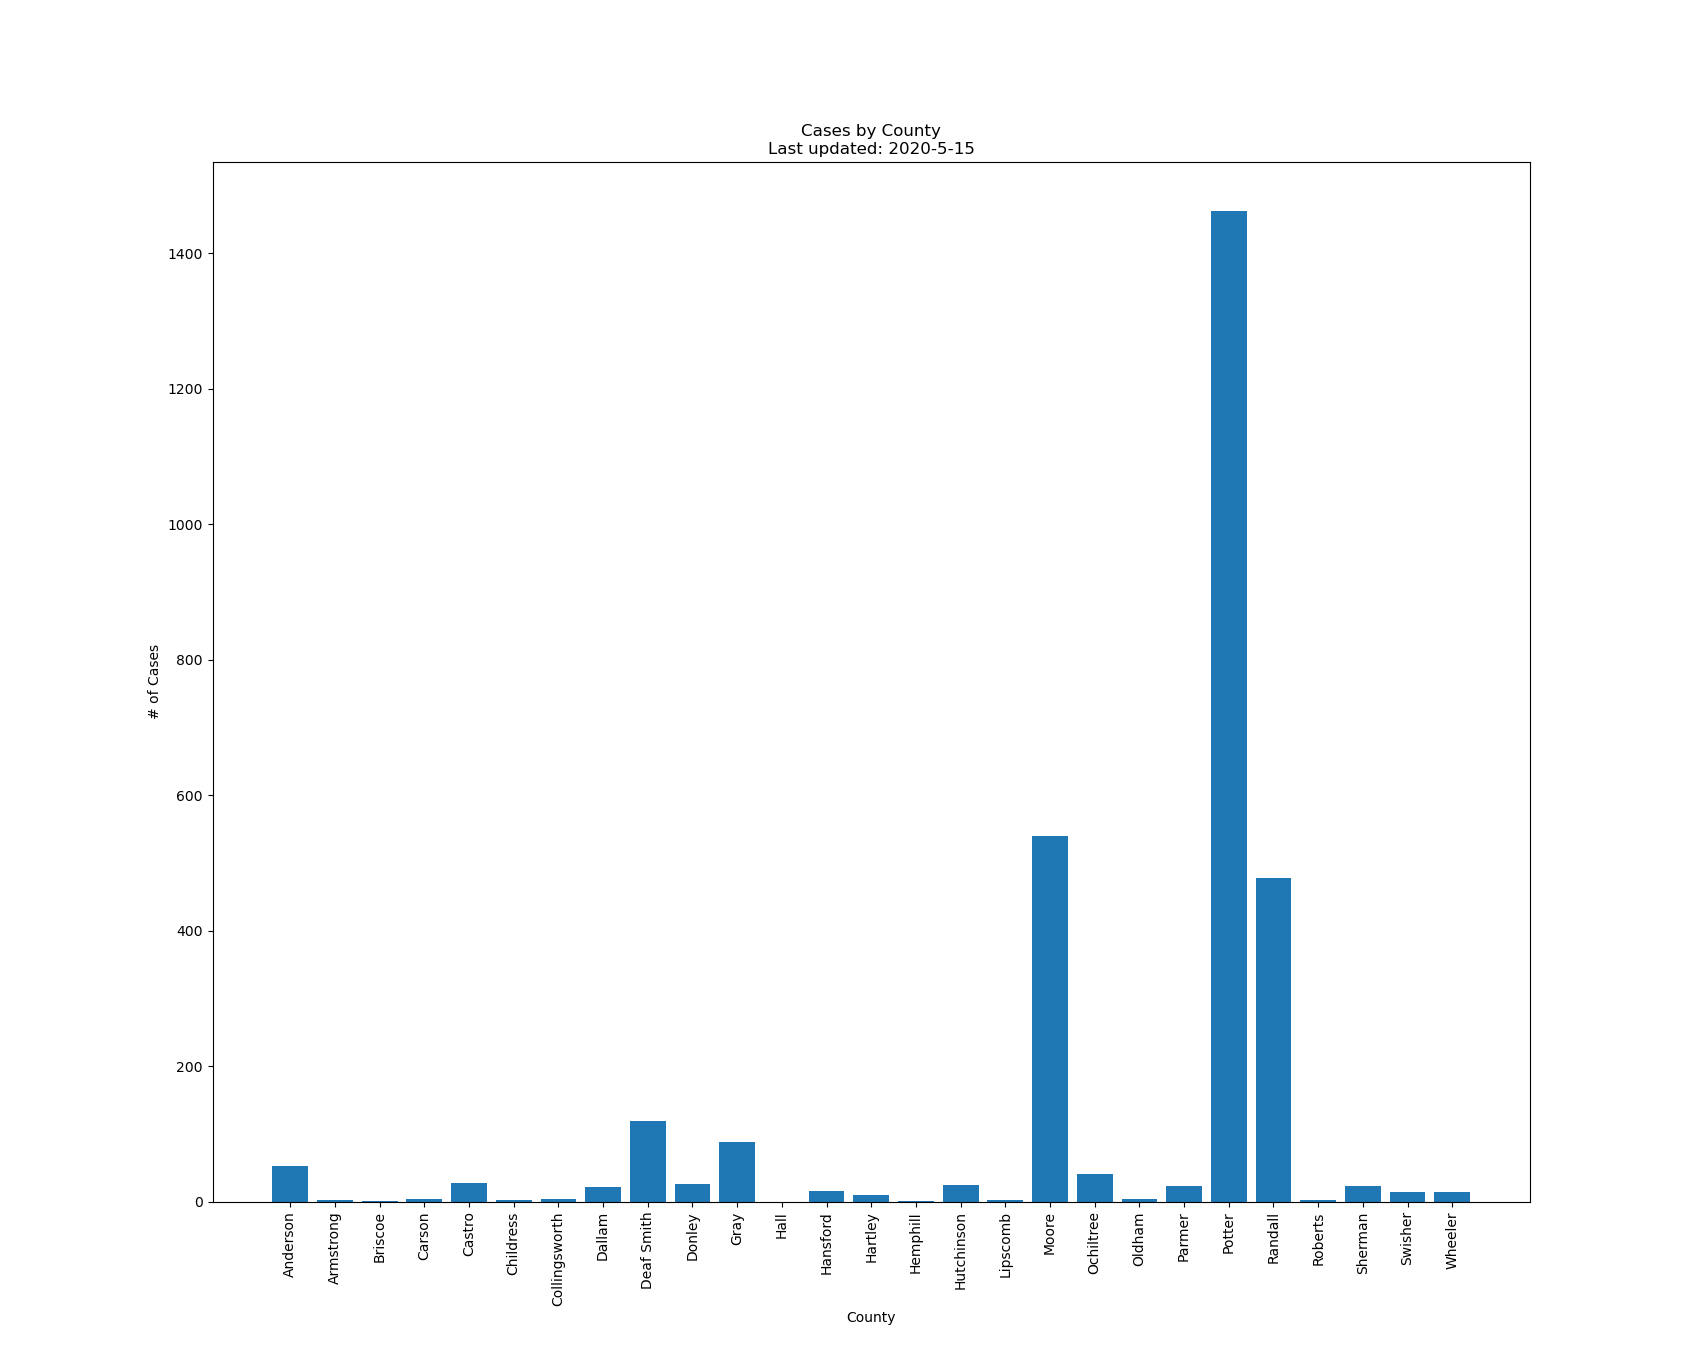 Cases by County
Last updated: 2020-5-15
# of Cases
1400
1200
1000
800
600
400
200
0
Anderson
Armstrong
Briscoe
Carson
Castro
Childress
Collingsworth
Dallam
Deaf Smith
Donley
Gray
Hall
Hansford
Hartley
Hemphill
Hutchinson
Lipscomb
Moore
Ochiltree
Oldham
Parmer
Potter
Randall
Roberts
Sherman
Swisher
Wheeler
County